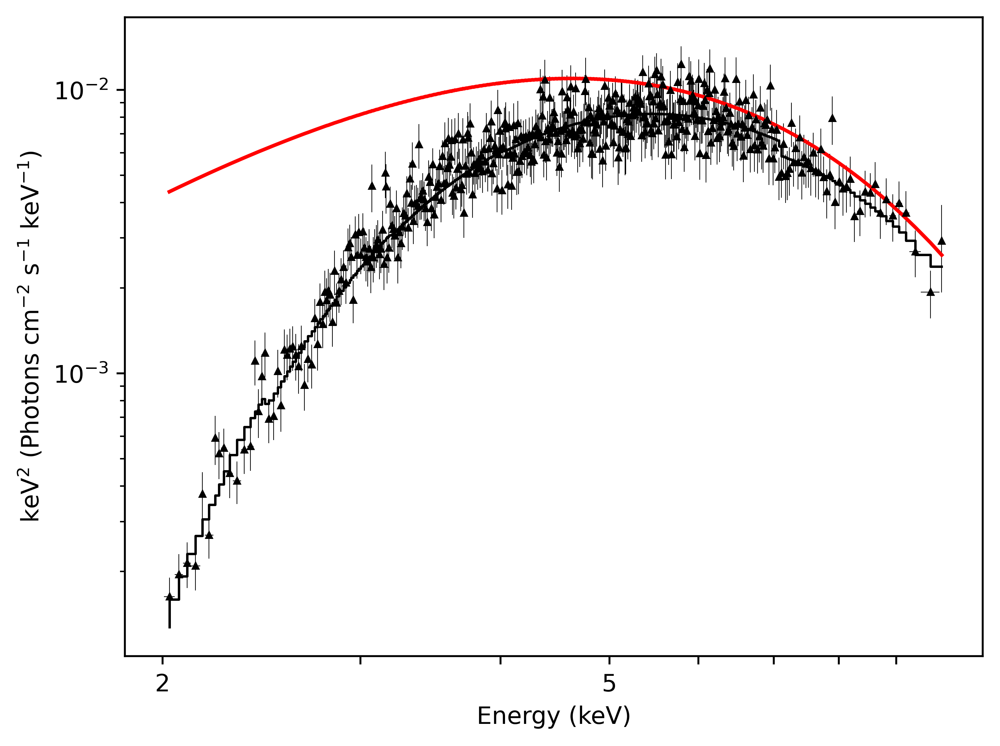 10⁻²
10⁻³
keV² (Photons cm⁻² s⁻¹ keV⁻¹)
2 5
Energy (keV)